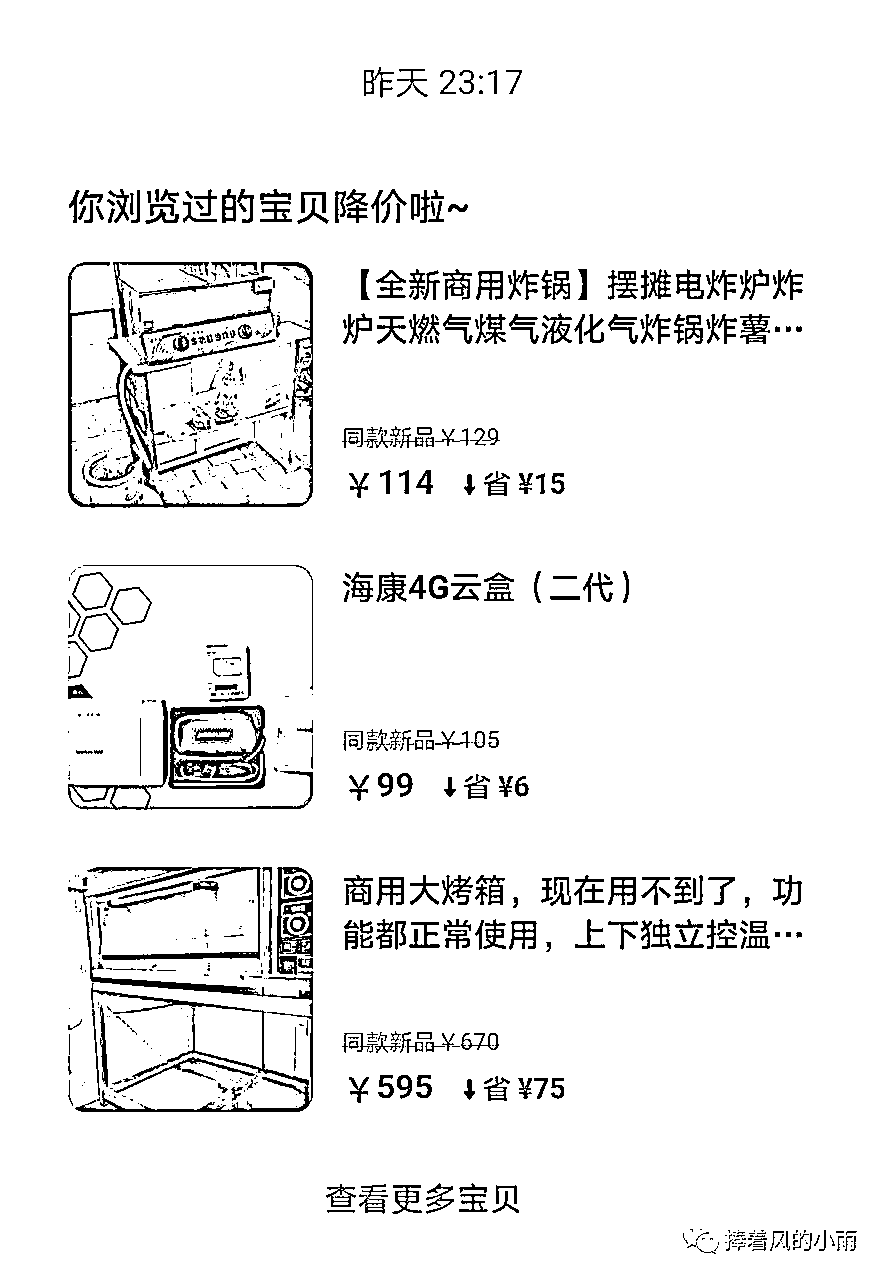 昨天 23:17
你浏览过的宝贝降价啦~
【全新商用炸锅】摆摊电炸炉炸
炉天燃气煤气液化气炸锅炸薯…
同款新品￥129
￥114 ↓省 ¥15
海康4G云盒（二代）
同款新品￥105
￥99 ↓省 ¥6
商用大烤箱，现在用不到了，功
能都正常使用，上下独立控温…
同款新品￥670
￥595 ↓省 ¥75
查看更多宝贝
捧着风的小雨